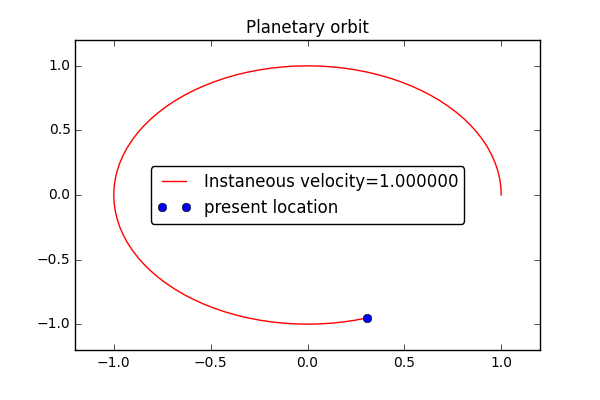 Planetary orbit
1.0
0.5
0.0
−0.5
−1.0
Instaneous velocity=1.000000
present location
−1.0 −0.5 0.0 0.5 1.0